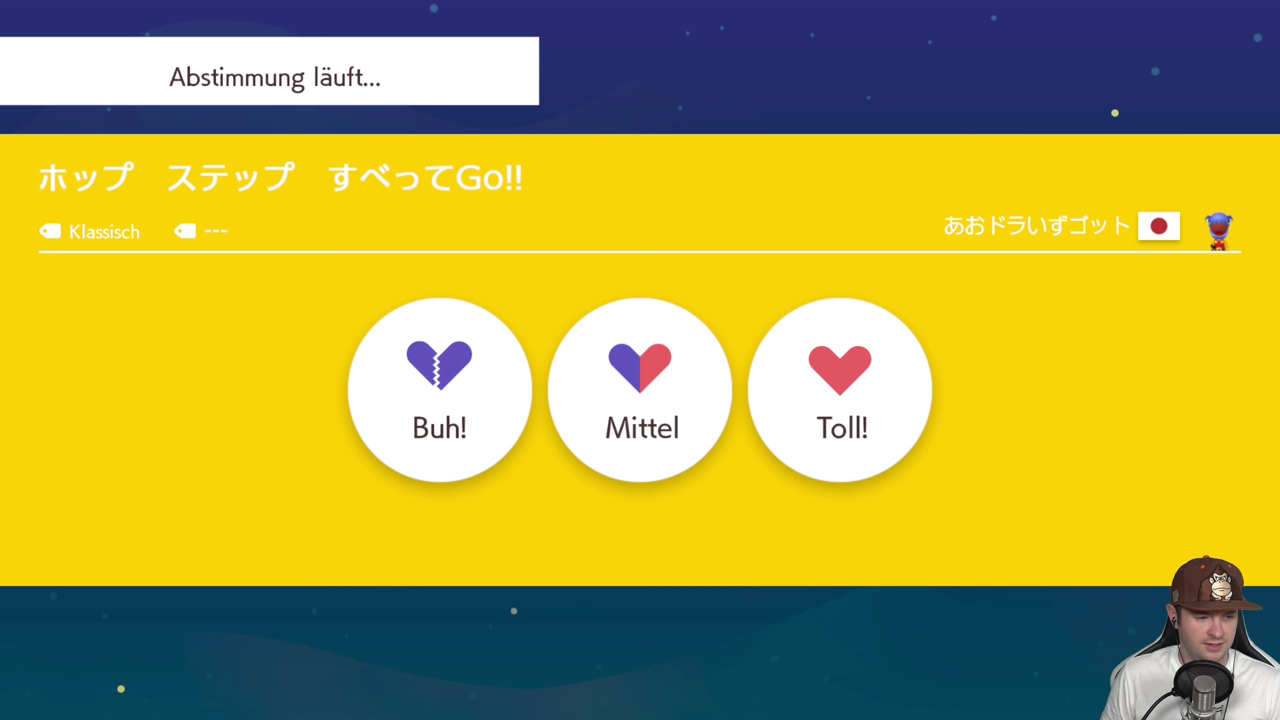 Abstimmung läuft...
ホップ　ステップ　すべってGo!!
Klassisch ---
あおドラいずゴット
Buh! Mittel Toll!